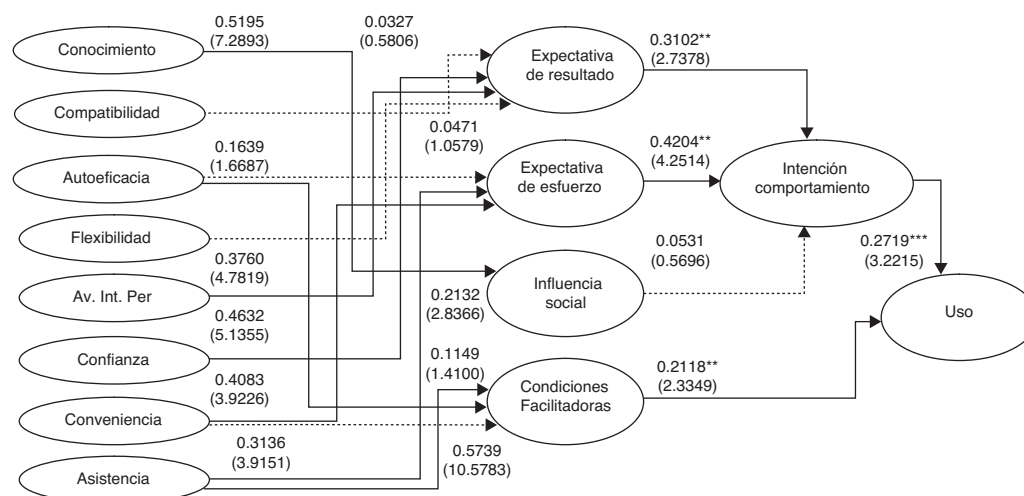 0.5195
(7.2893)
0.0327
(0.5806)
Conocimiento
Expectativa
de resultado
0.3102**
(2.7378)
Compatibilidad
0.0471
(1.0579)
0.1639
(1.6687)
Autoeficacia
Expectativa
de esfuerzo
0.4204**
(4.2514)
Intención
comportamiento
Flexibilidad
0.3760
(4.7819)
0.0531
(0.5696)
0.2719***
(3.2215)
Av. Int. Per
Influencia
social
0.2132
(2.8366)
Uso
0.4632
(5.1355)
Confianza
0.1149
(1.4100)
Condiciones
Facilitadoras
0.2118**
(2.3349)
0.4083
(3.9226)
Conveniencia
0.3136
(3.9151)
0.5739
(10.5783)
Asistencia